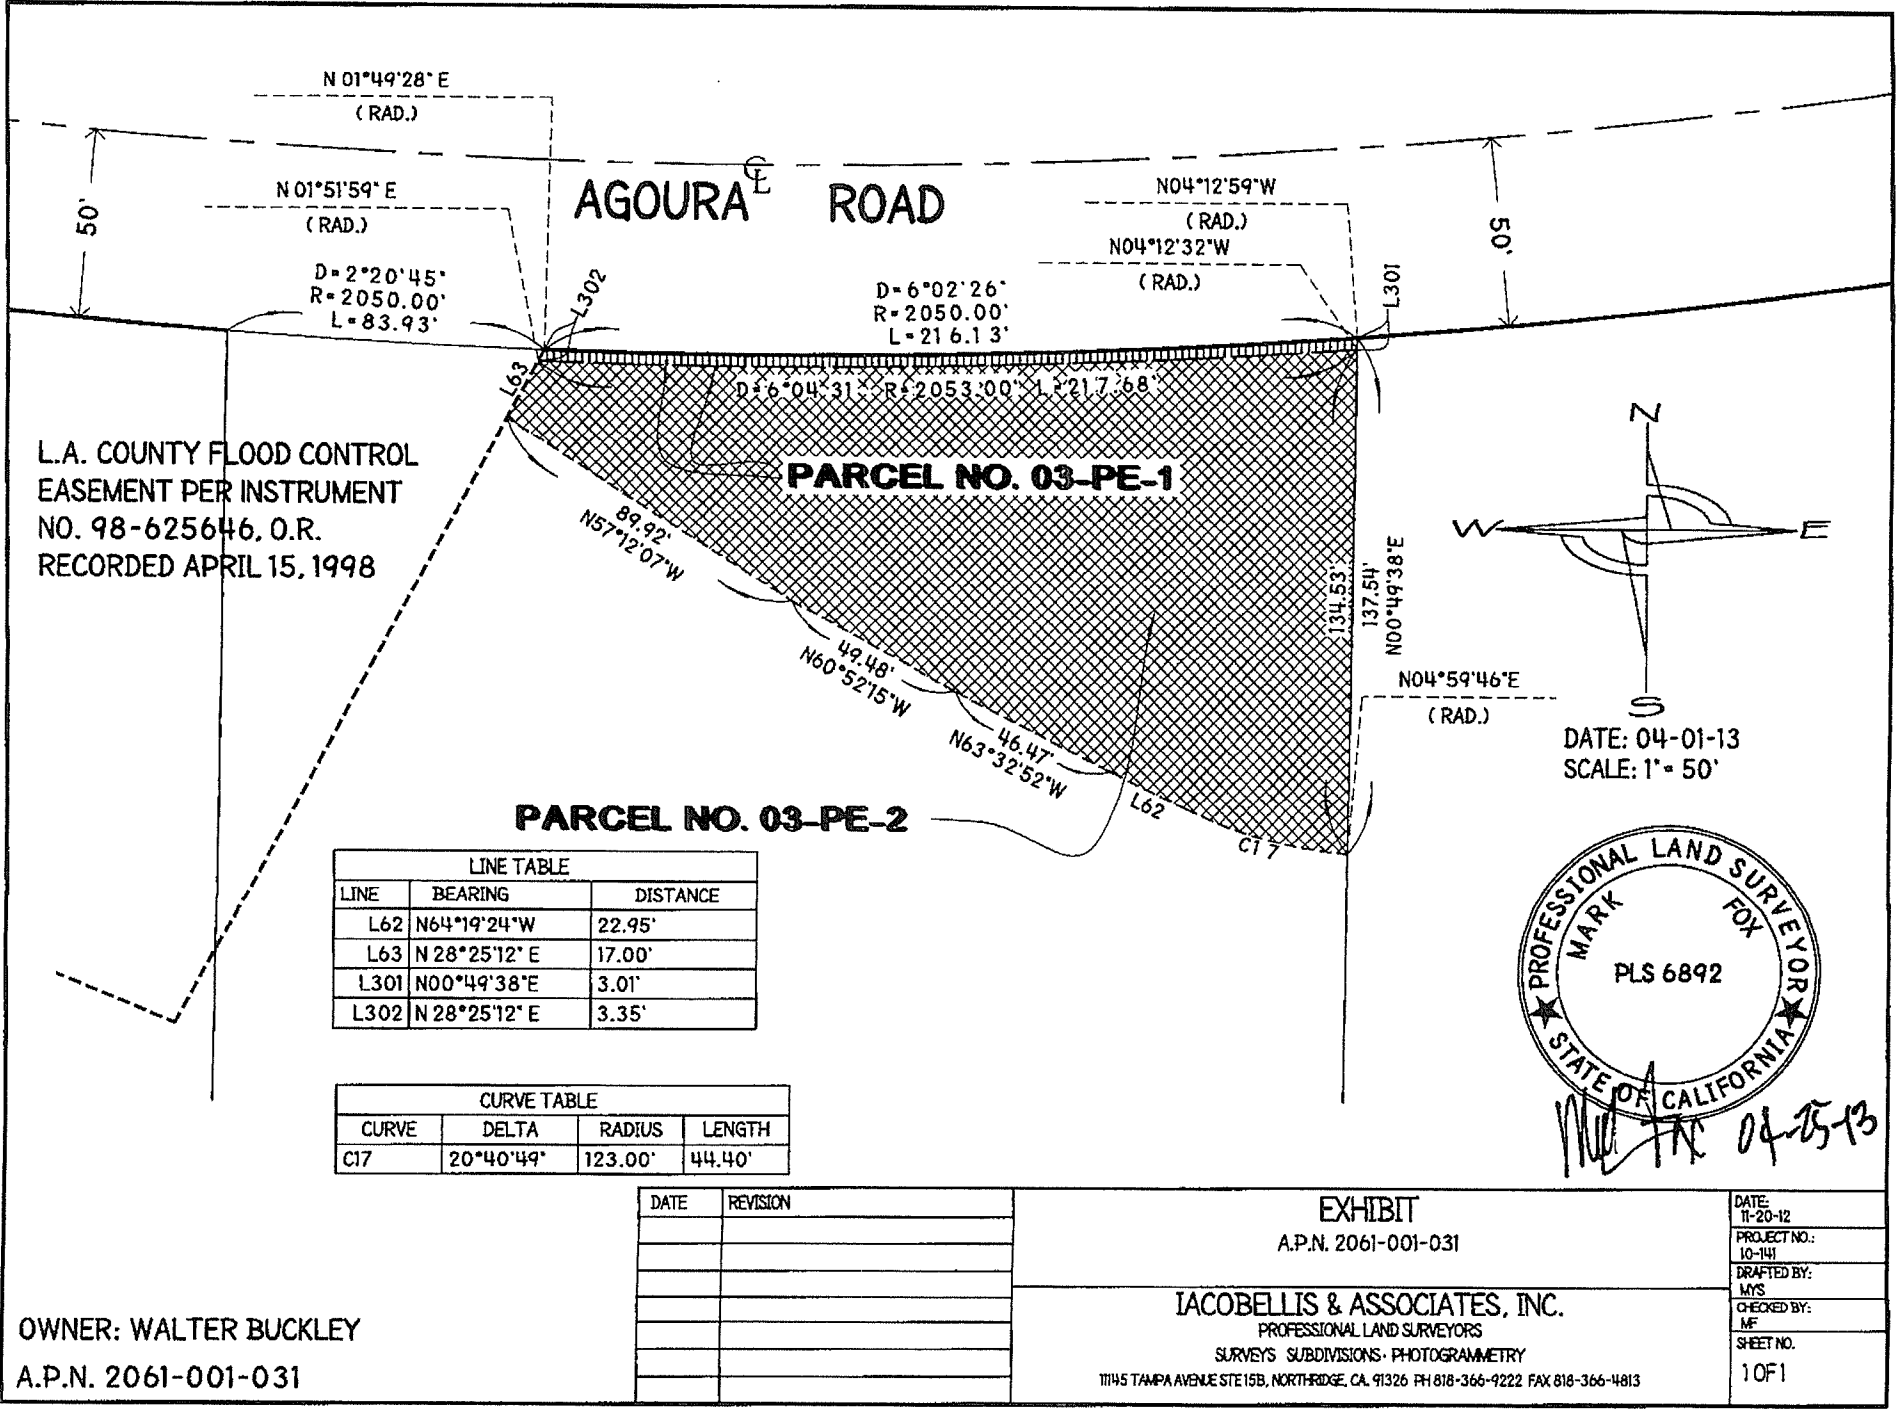 N 01°49'28" E
(RAD.)
N 01°51'59" E
(RAD.)
50'
AGOURA ROAD
CL
N04°12'59"W
(RAD.)
N04°12'32"W
(RAD.)
50'
D=2°20'45"
R=2050.00'
L=83.93'
L302
D=6°02'26"
R=2050.00'
L=216.13'
L301
L63
D=6°04'31" R=2053.00' L=217.68'
L.A. COUNTY FLOOD CONTROL
EASEMENT PER INSTRUMENT
NO. 98-625646, O.R.
RECORDED APRIL 15, 1998
PARCEL NO. 03-PE-1
89.92'
N57°12'07"W
49.48'
N60°52'15"W
46.47'
N63°32'52"W
L62
C17
134.53'
137.54'
N00°49'38"E
N04°59'46"E
(RAD.)
N
W E
S
DATE: 04-01-13
SCALE: 1"= 50'
PARCEL NO. 03-PE-2
LINE TABLE
LINE BEARING DISTANCE
L62 N64°19'24"W 22.95'
L63 N 28°25'12" E 17.00'
L301 N00°49'38"E 3.01'
L302 N 28°25'12" E 3.35'
CURVE TABLE
CURVE DELTA RADIUS LENGTH
C17 20°40'49" 123.00' 44.40'
PROFESSIONAL LAND SURVEYOR
MARK FOX
PLS 6892
STATE OF CALIFORNIA
04-25-13
OWNER: WALTER BUCKLEY
A.P.N. 2061-001-031
DATE REVISION
EXHIBIT
A.P.N. 2061-001-031
IACOBELLIS & ASSOCIATES, INC.
PROFESSIONAL LAND SURVEYORS
SURVEYS SUBDIVISIONS · PHOTOGRAMMETRY
11145 TAMPA AVENUE STE 15B, NORTHRIDGE, CA. 91326 PH 818-366-9222 FAX 818-366-4813
DATE:
11-20-12
PROJECT NO.:
10-141
DRAFTED BY:
MYS
CHECKED BY:
MF
SHEET NO.
1 OF 1